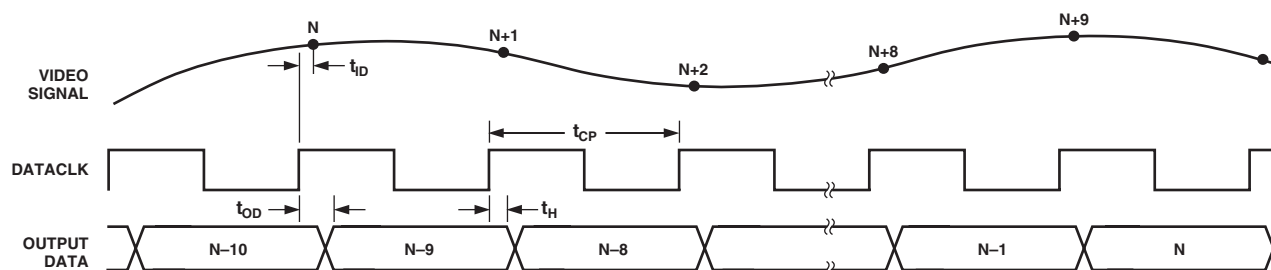 N
N+1
N+2
N+8
N+9
VIDEO
SIGNAL
tID
tCP
DATACLK
tOD
tH
OUTPUT
DATA
N–10
N–9
N–8
N–1
N